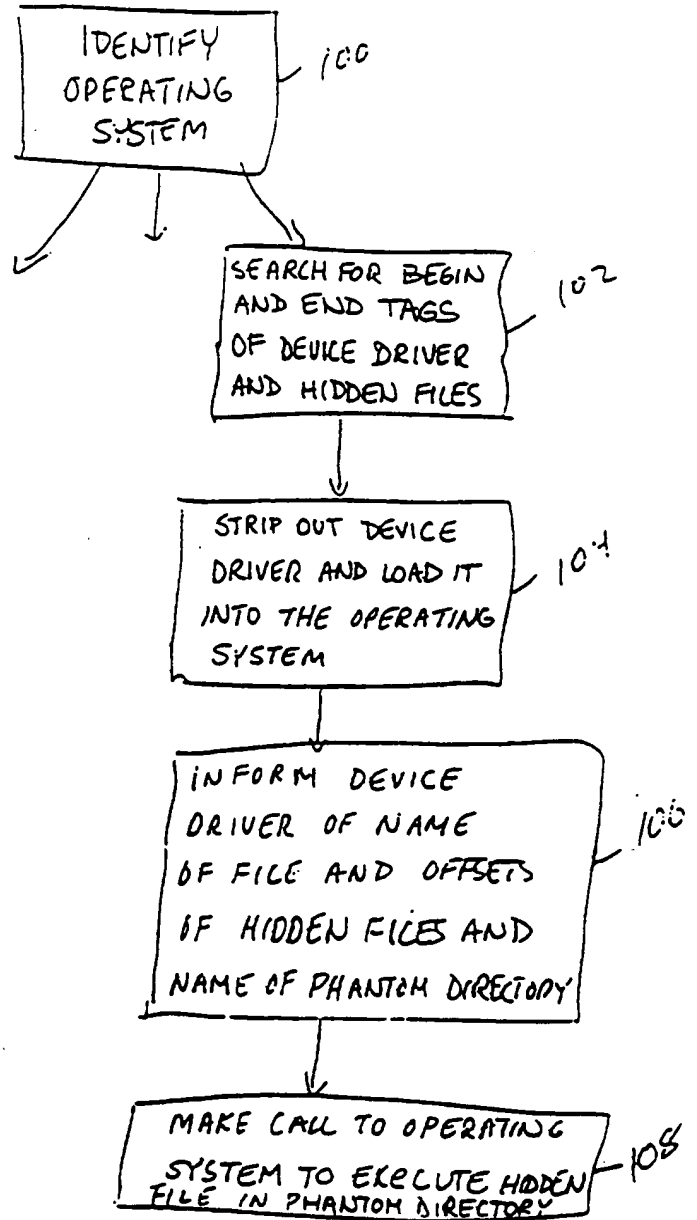 IDENTIFY
OPERATING
SYSTEM
100
SEARCH FOR BEGIN
AND END TAGS
OF DEVICE DRIVER
AND HIDDEN FILES
102
STRIP OUT DEVICE
DRIVER AND LOAD IT
INTO THE OPERATING
SYSTEM
104
INFORM DEVICE
DRIVER OF NAME
OF FILE AND OFFSETS
OF HIDDEN FILES AND
NAME OF PHANTOM DIRECTORY
106
MAKE CALL TO OPERATING
SYSTEM TO EXECUTE HIDDEN
FILE IN PHANTOM DIRECTORY
108